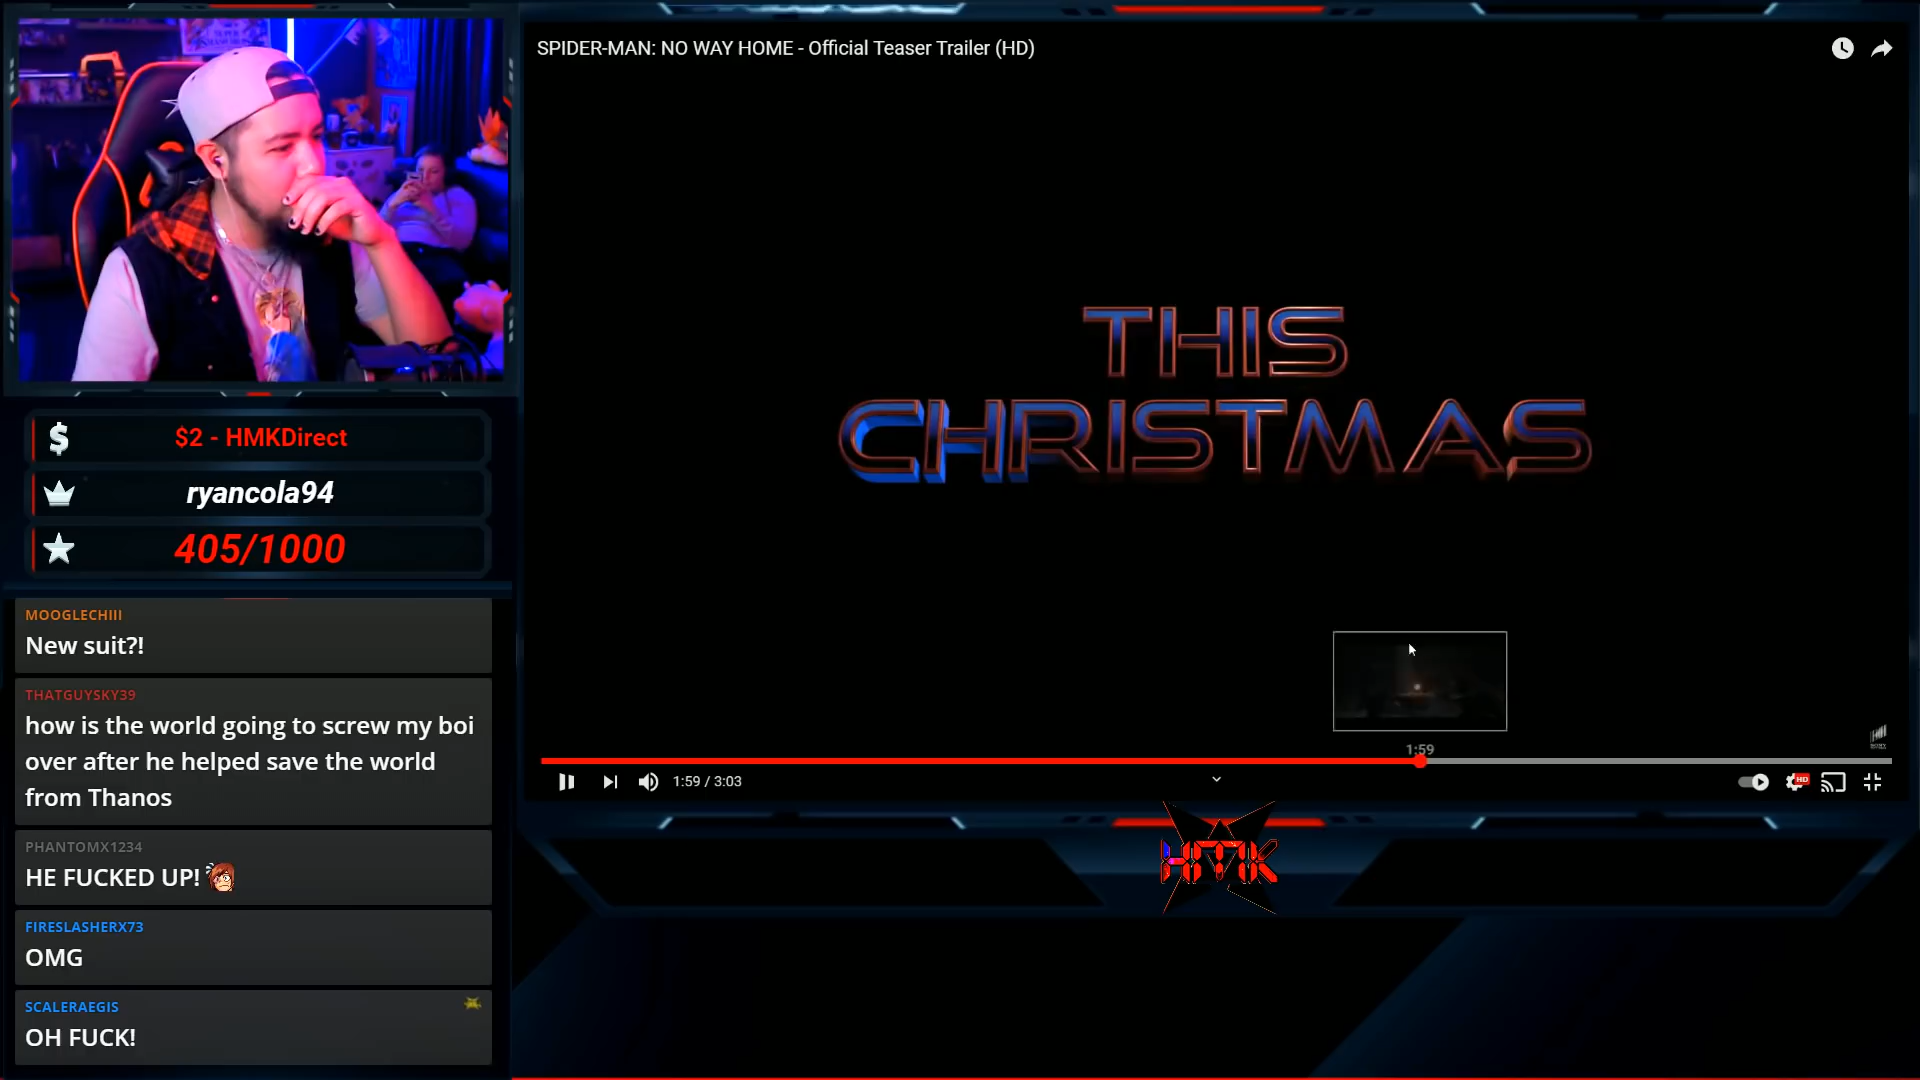 SPIDER-MAN: NO WAY HOME - Official Teaser Trailer (HD)
THIS
CHRISTMAS
1:59
1:59 / 3:03
HD
HMK
$2 - HMKDirect
ryancola94
405/1000
MOOGLECHIII
New suit?!
THATGUYSKY39
how is the world going to screw my boi
over after he helped save the world
from Thanos
PHANTOMX1234
HE FUCKED UP!
FIRESLASHERX73
OMG
SCALERAEGIS
OH FUCK!